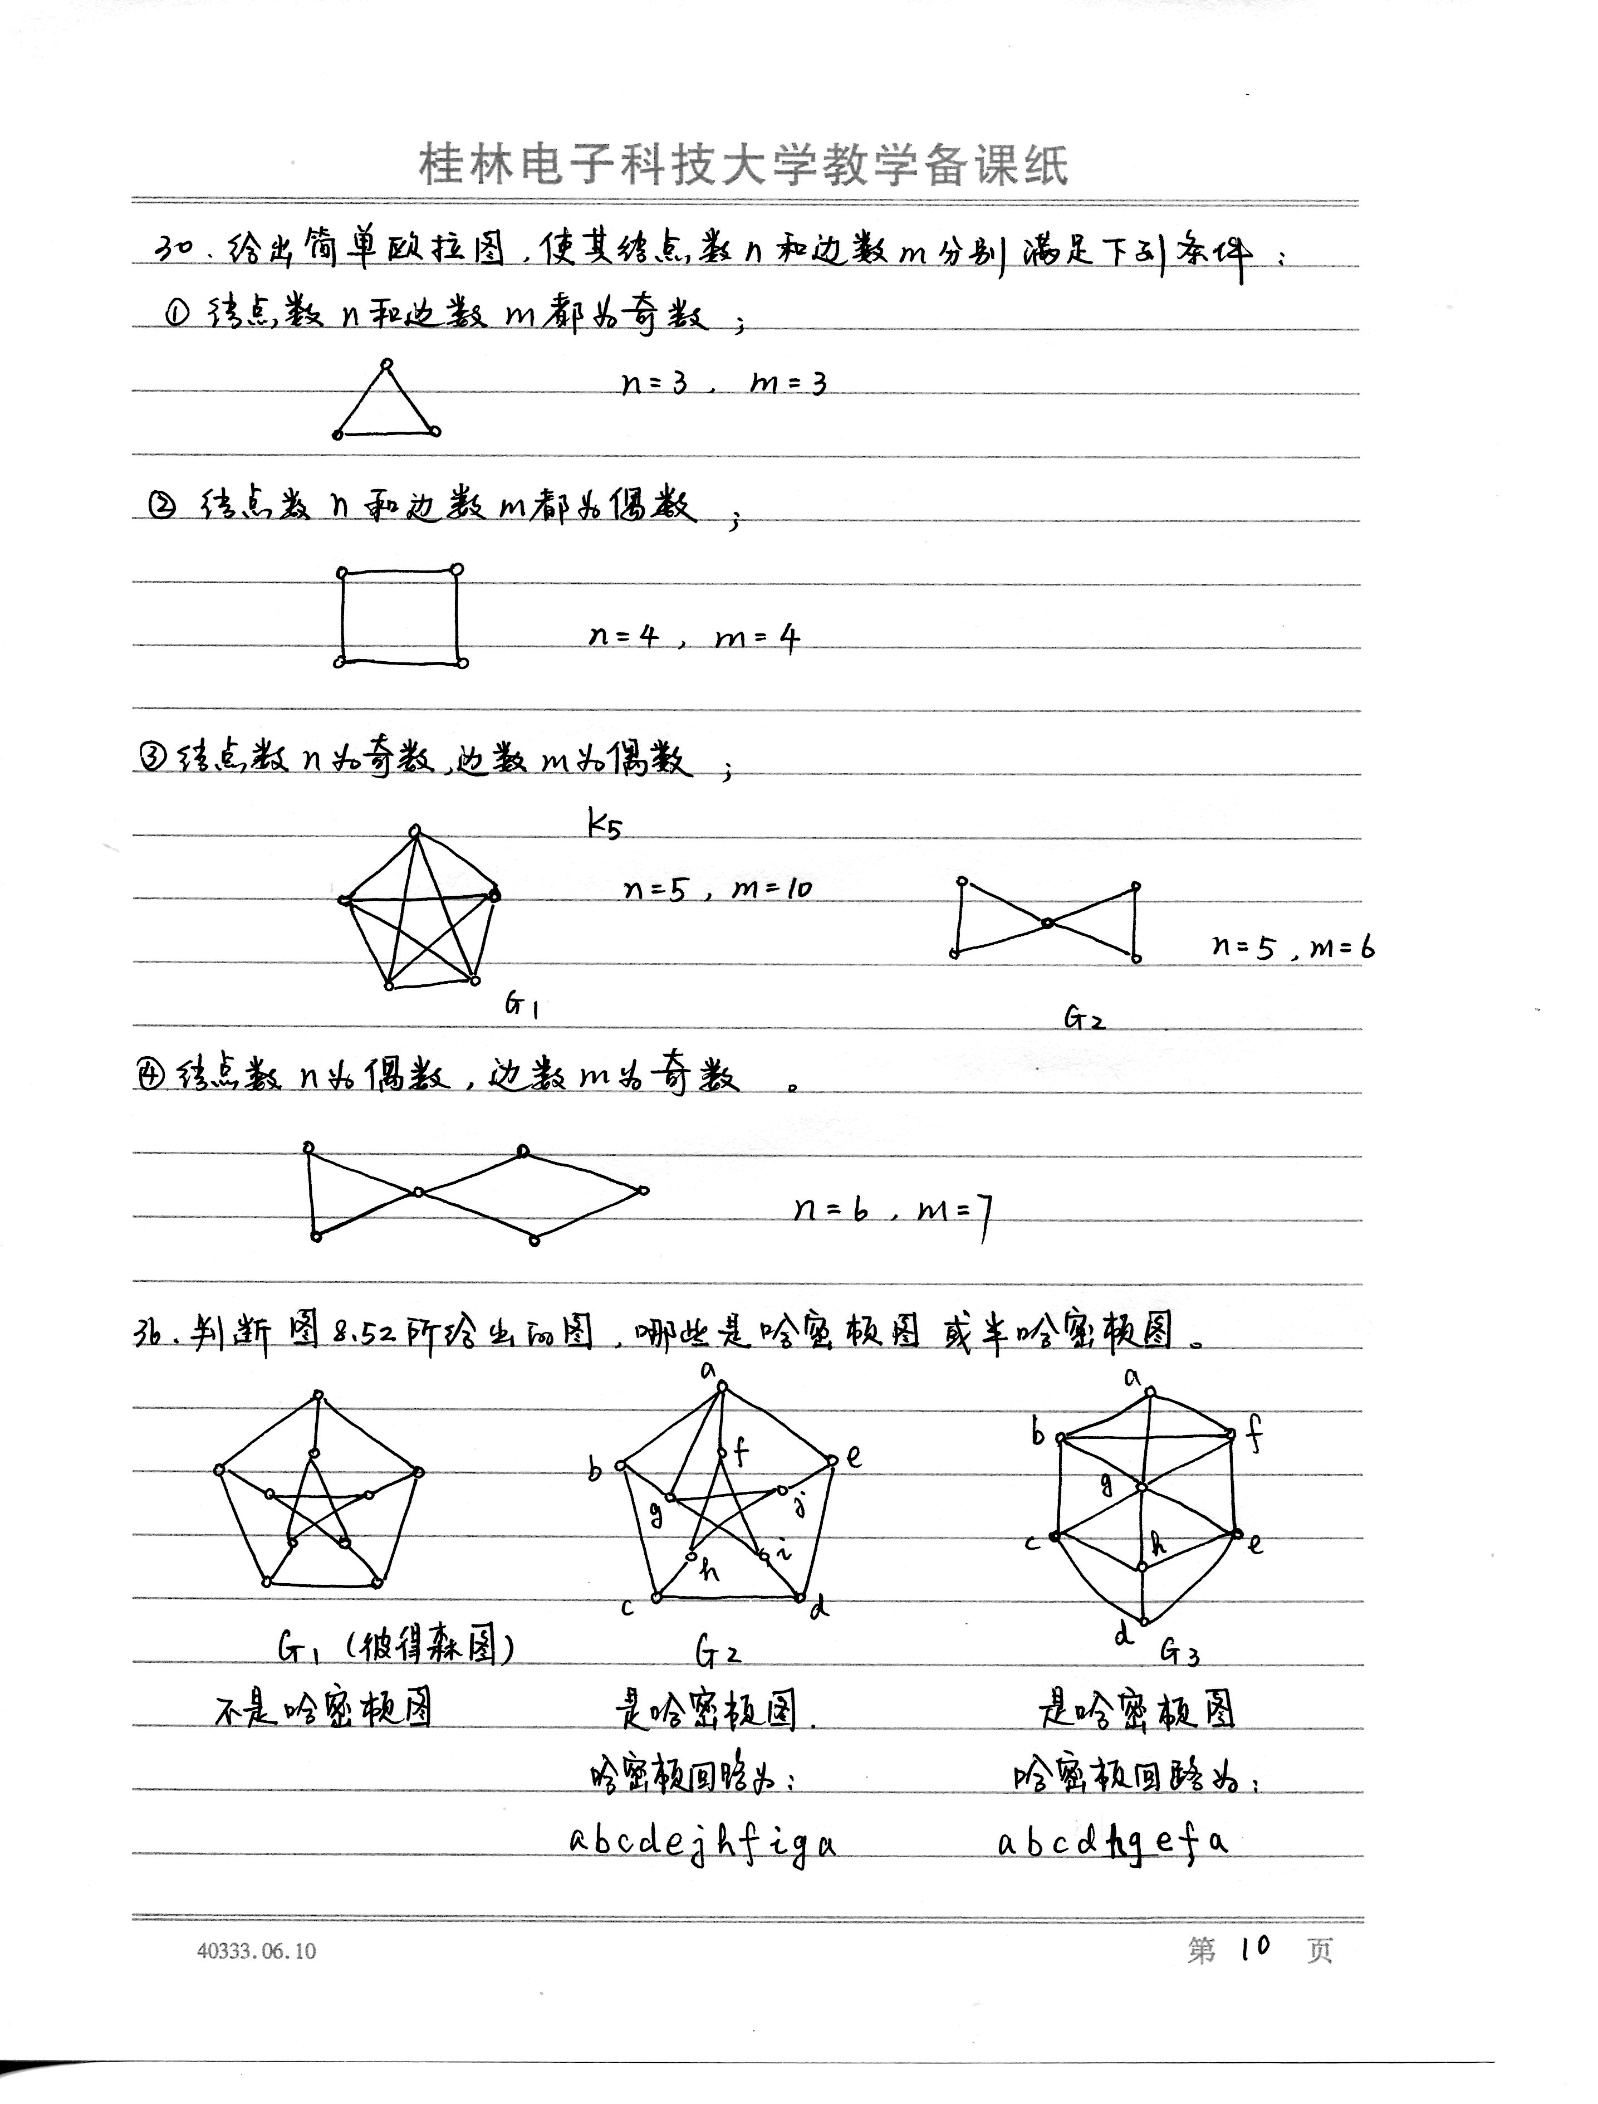 桂林电子科技大学教学备课纸
30.给出简单欧拉图,使其结点数n和边数m分别满足下列条件:
① 结点数n和边数m都为奇数;
n=3, m=3
② 结点数n和边数m都为偶数;
n=4, m=4
③结点数n为奇数,边数m为偶数;
K5
n=5, m=10
n=5, m=6
G1
G2
④结点数n为偶数,边数m为奇数。
n=6, m=7
36.判断图8.52所给出的图,哪些是哈密顿图或半哈密顿图。
a
b
f
e
g
j
h
i
c
d
a
b
f
g
c
h
e
d
G1(彼得森图)
G2
G3
不是哈密顿图
是哈密顿图.
是哈密顿图
哈密顿回路为:
哈密顿回路为:
abcdejhfiga
abcdhgefa
40333.06.10
第 10 页